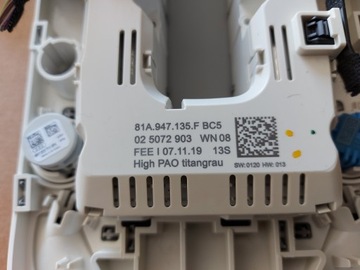 81A.947.135.F BC5
02 5072 903 WN 08
FEE I 07.11.19 13S
High PAO titangrau
SW:0120 HW:013